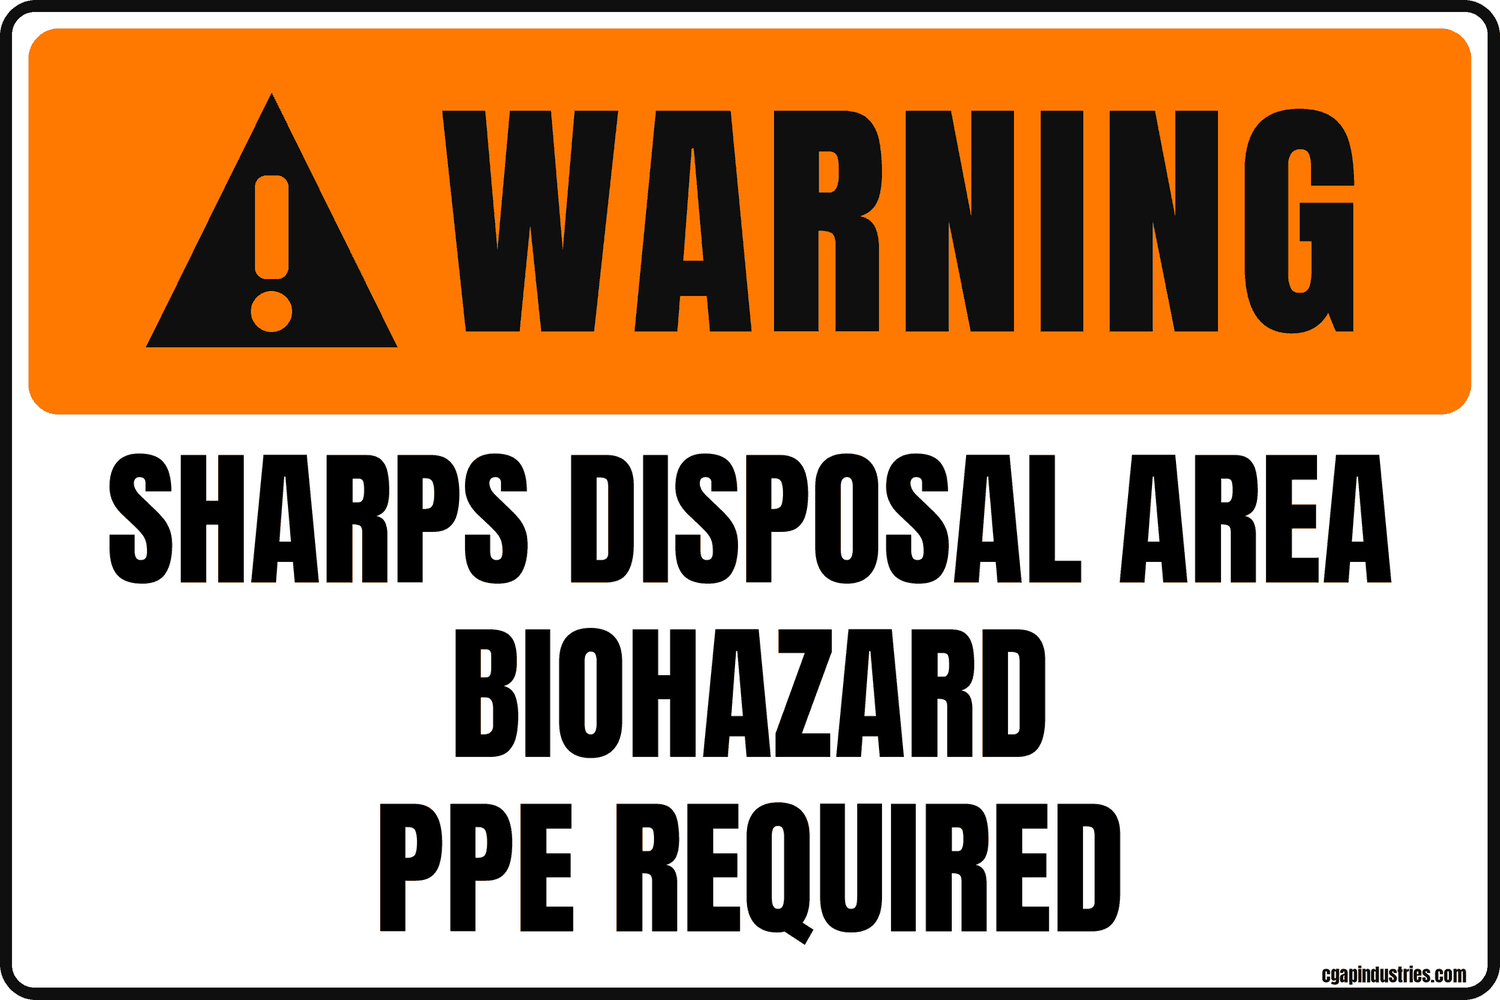 WARNING
SHARPS DISPOSAL AREA
BIOHAZARD
PPE REQUIRED
cgapindustries.com